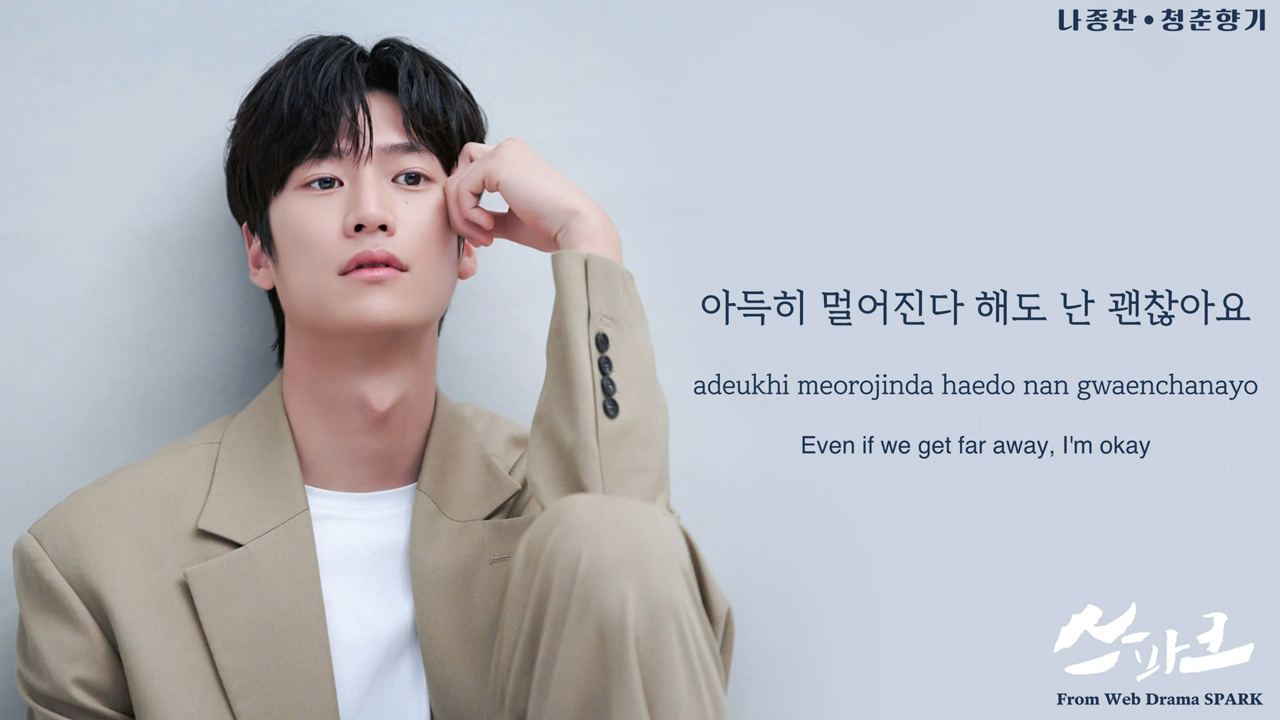 나종찬 • 청춘향기
아득히 멀어진다 해도 난 괜찮아요
adeukhi meorojinda haedo nan gwaenchanayo
Even if we get far away, I'm okay
스파크
From Web Drama SPARK